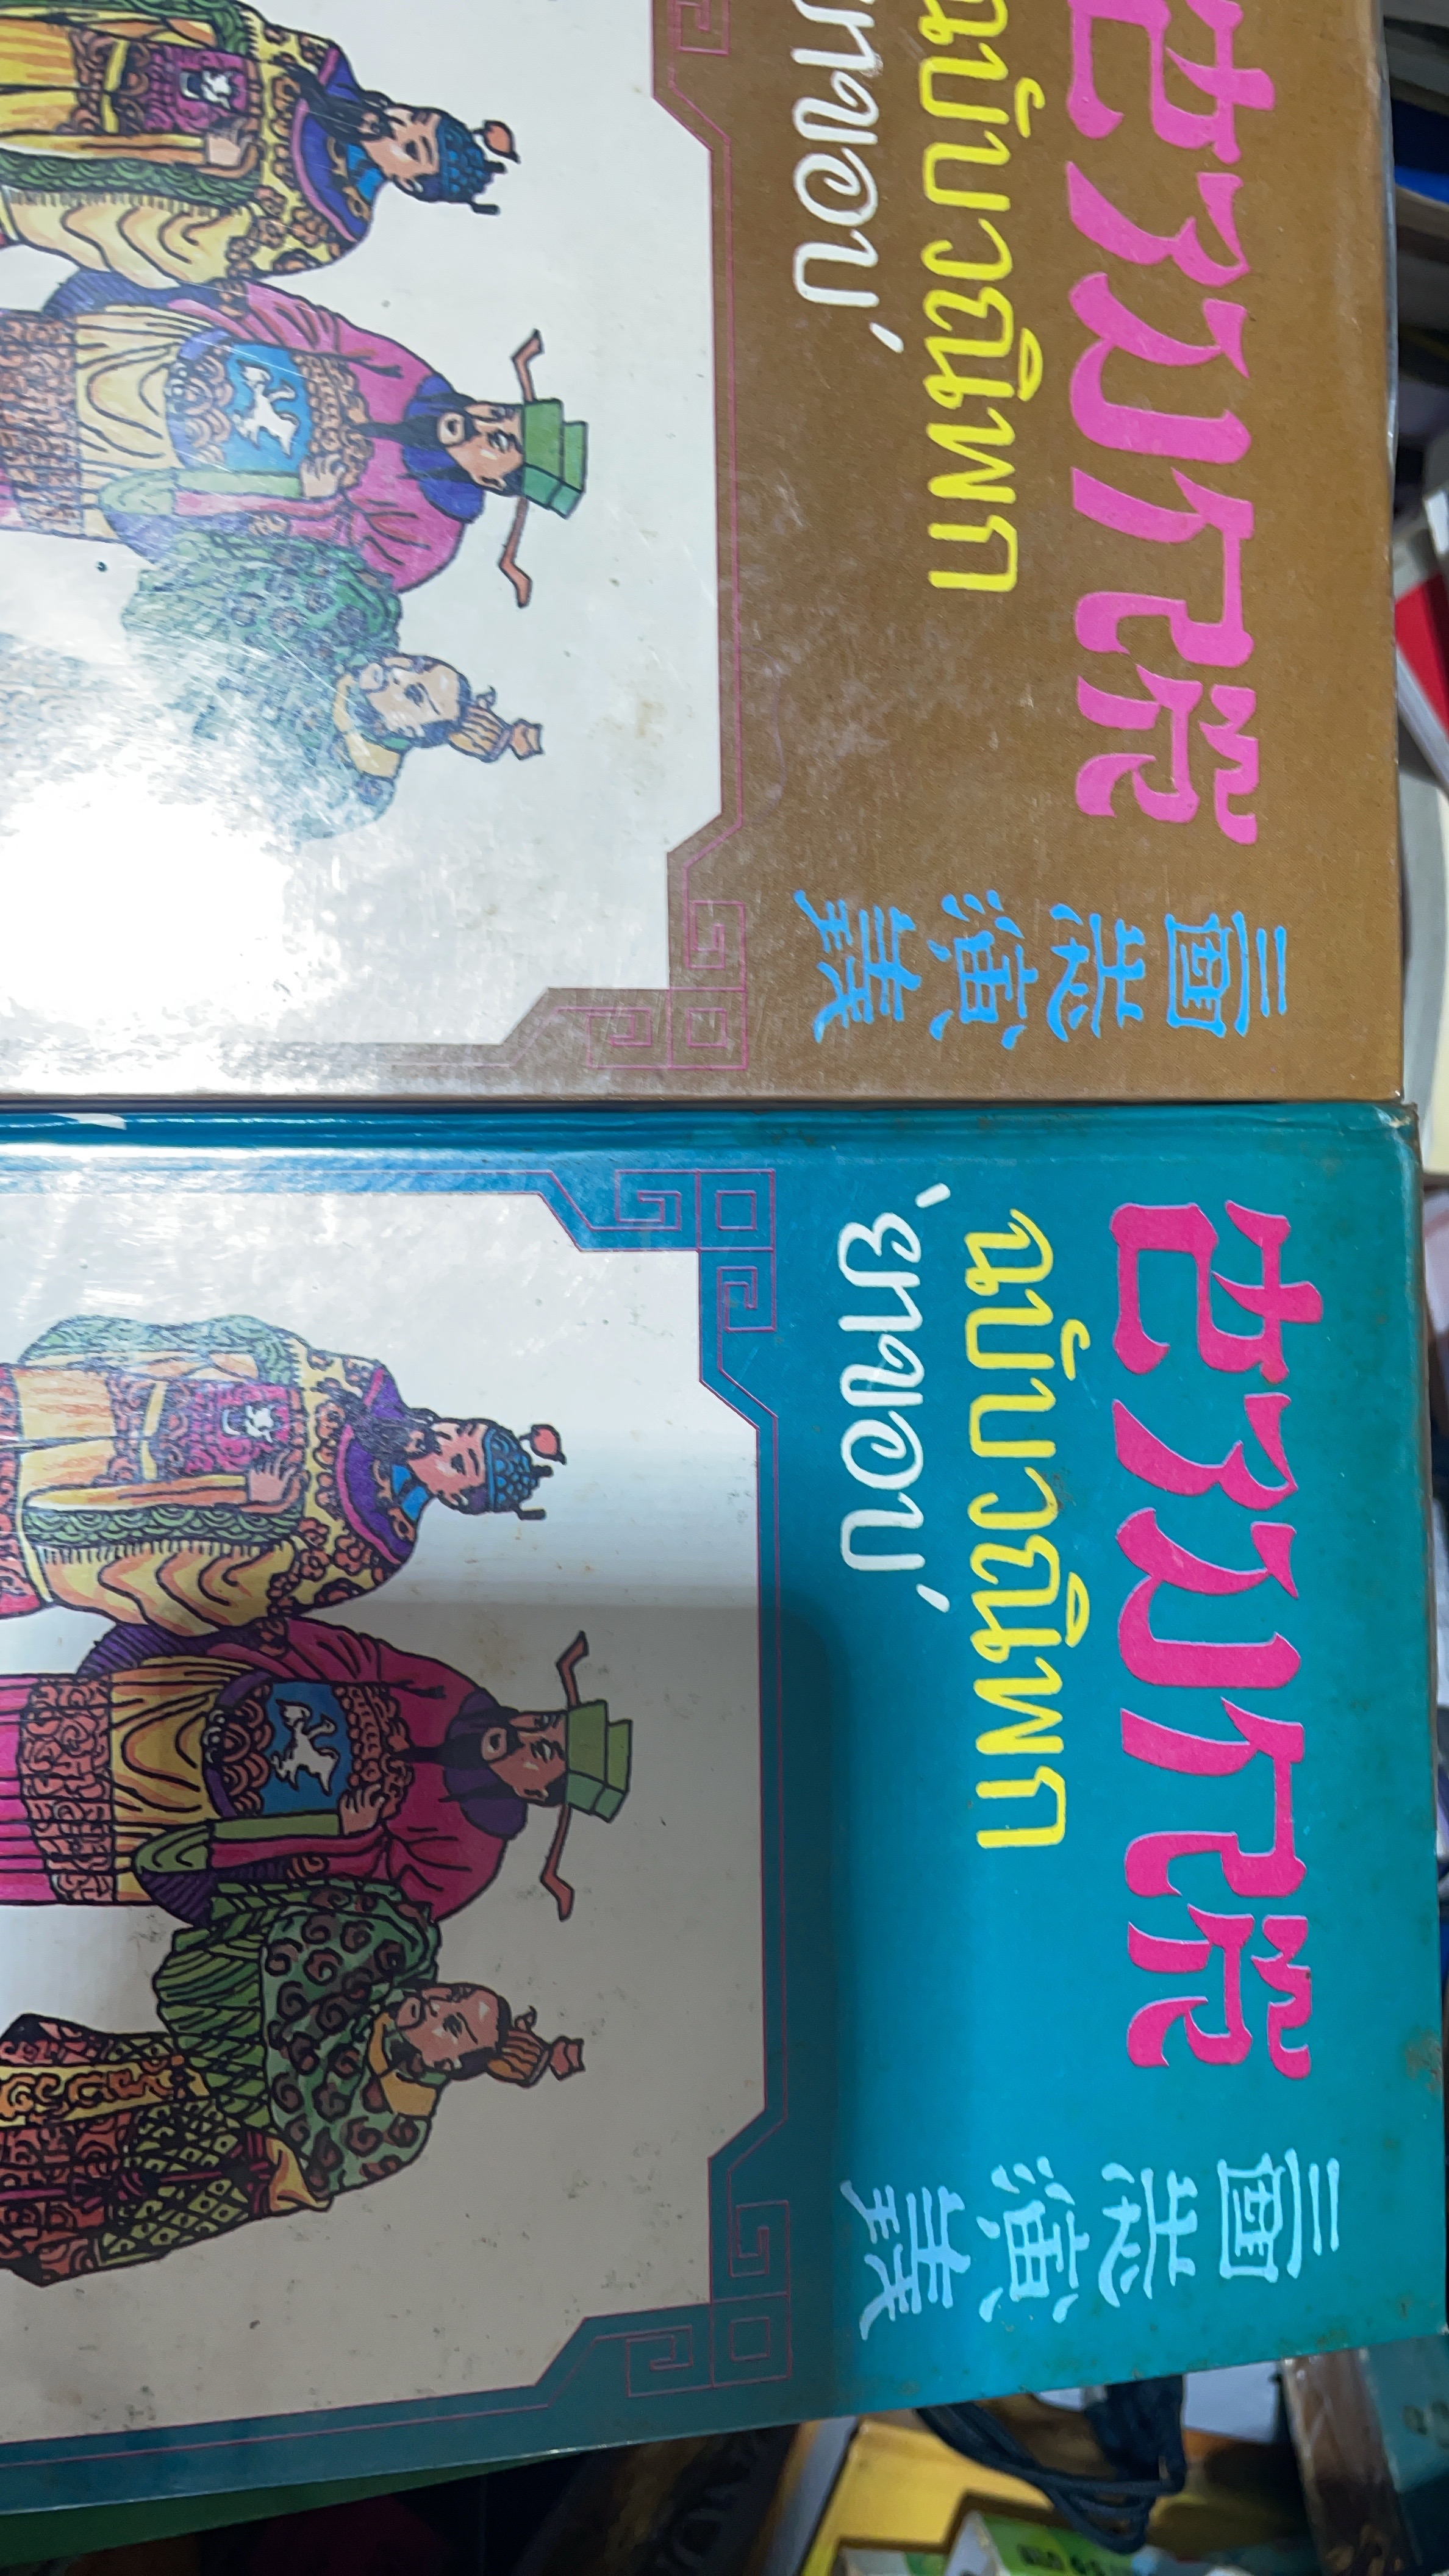 สามก๊ก
ฉบับวณิพก
ยาขอบ'
三國志演義
สามก๊ก
ฉบับวณิพก
'ยาขอบ'
三國志演義